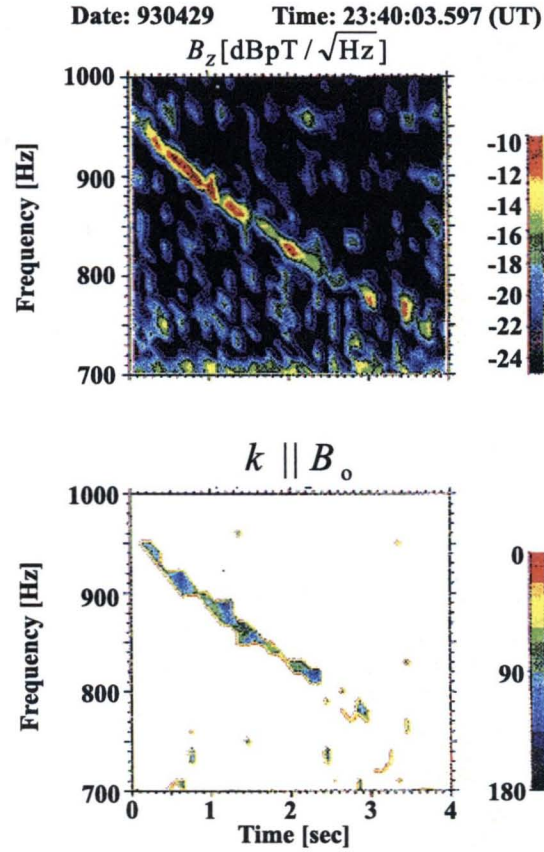 Date: 930429 Time: 23:40:03.597 (UT)
B_Z [dBpT / √Hz]
1000
900
800
700
Frequency [Hz]
-10
-12
-14
-16
-18
-20
-22
-24
k || B_o
1000
900
800
700
Frequency [Hz]
0 1 2 3 4
Time [sec]
0
90
180